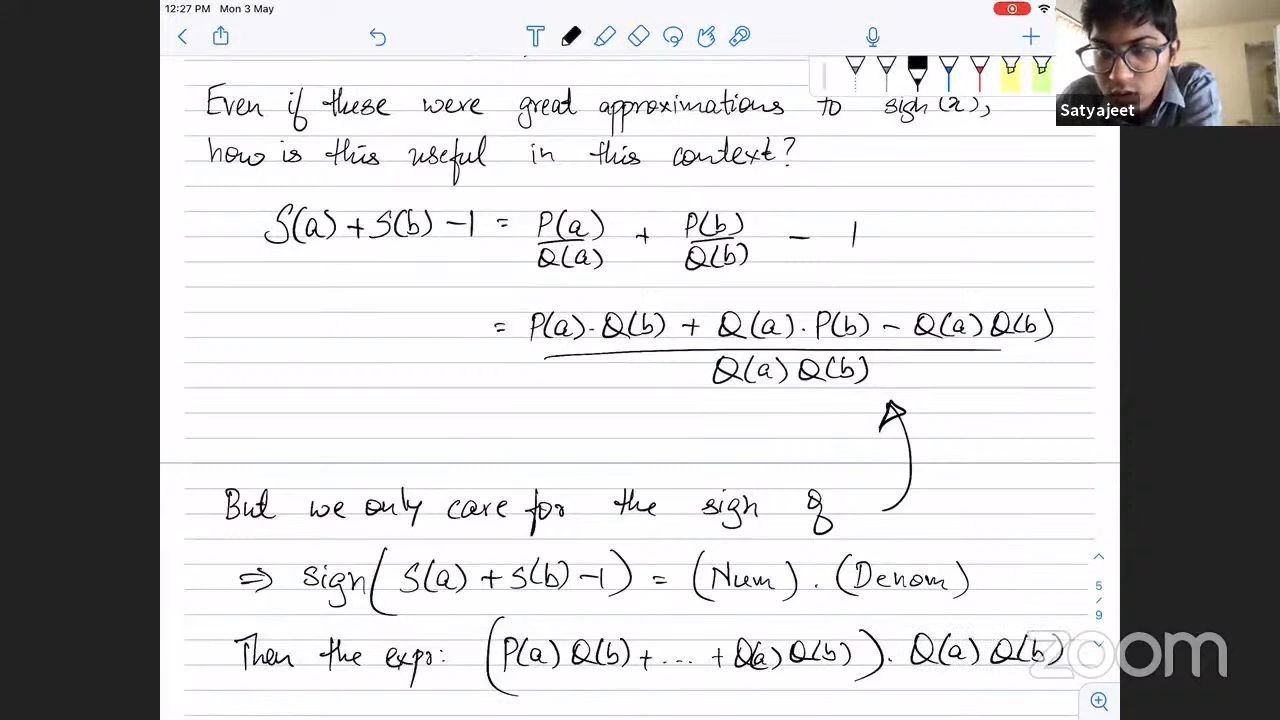 12:27 PM Mon 3 May
Even if these were great approximations to sign(x),
how is this useful in this context?
S(a) + S(b) - 1 = P(a)/Q(a) + P(b)/Q(b) - 1
= P(a)·Q(b) + Q(a)·P(b) - Q(a)Q(b)
Q(a)Q(b)
But we only care for the sign of
⇒ sign(S(a) + S(b) - 1) = (Num)·(Denom)
Then the expr: (P(a)Q(b) + ... + Q(a)Q(b))·Q(a)Q(b)
Satyajeet
5
/
9
zoom